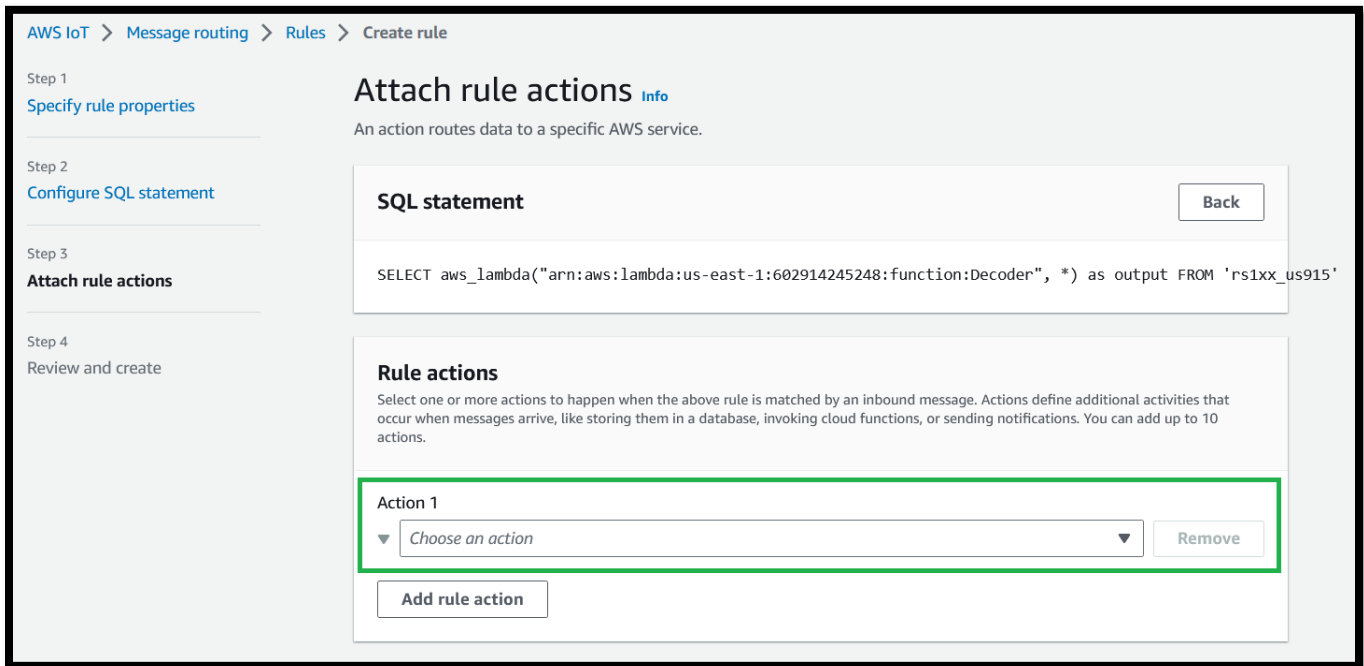 AWS IoT > Message routing > Rules > Create rule
Step 1
Specify rule properties
Step 2
Configure SQL statement
Step 3
Attach rule actions
Step 4
Review and create
Attach rule actions Info
An action routes data to a specific AWS service.
SQL statement
Back
SELECT aws_lambda("arn:aws:lambda:us-east-1:602914245248:function:Decoder", *) as output FROM 'rs1xx_us915'
Rule actions
Select one or more actions to happen when the above rule is matched by an inbound message. Actions define additional activities that
occur when messages arrive, like storing them in a database, invoking cloud functions, or sending notifications. You can add up to 10
actions.
Action 1
Choose an action
Remove
Add rule action